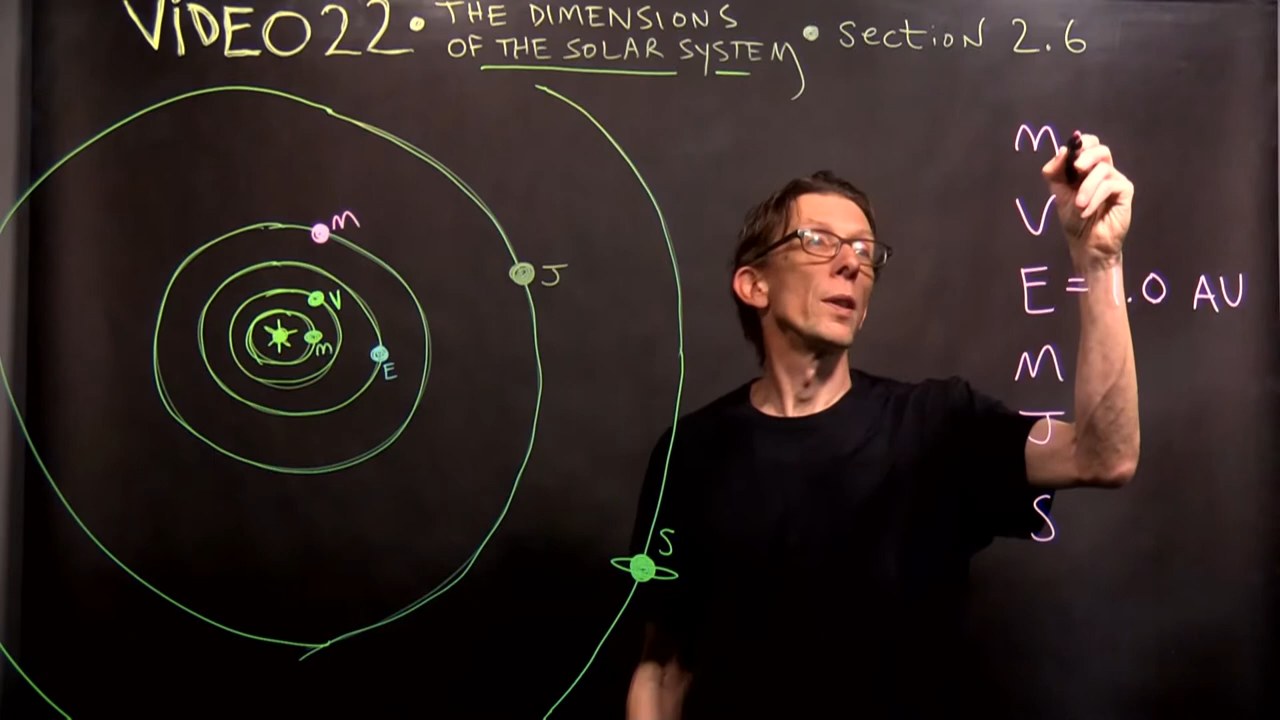 VIDEO 22 • THE DIMENSIONS
OF THE SOLAR SYSTEM • SECTION 2.6
M
V
E = 1.0 AU
M
J
S
M
J
V
m
E
S